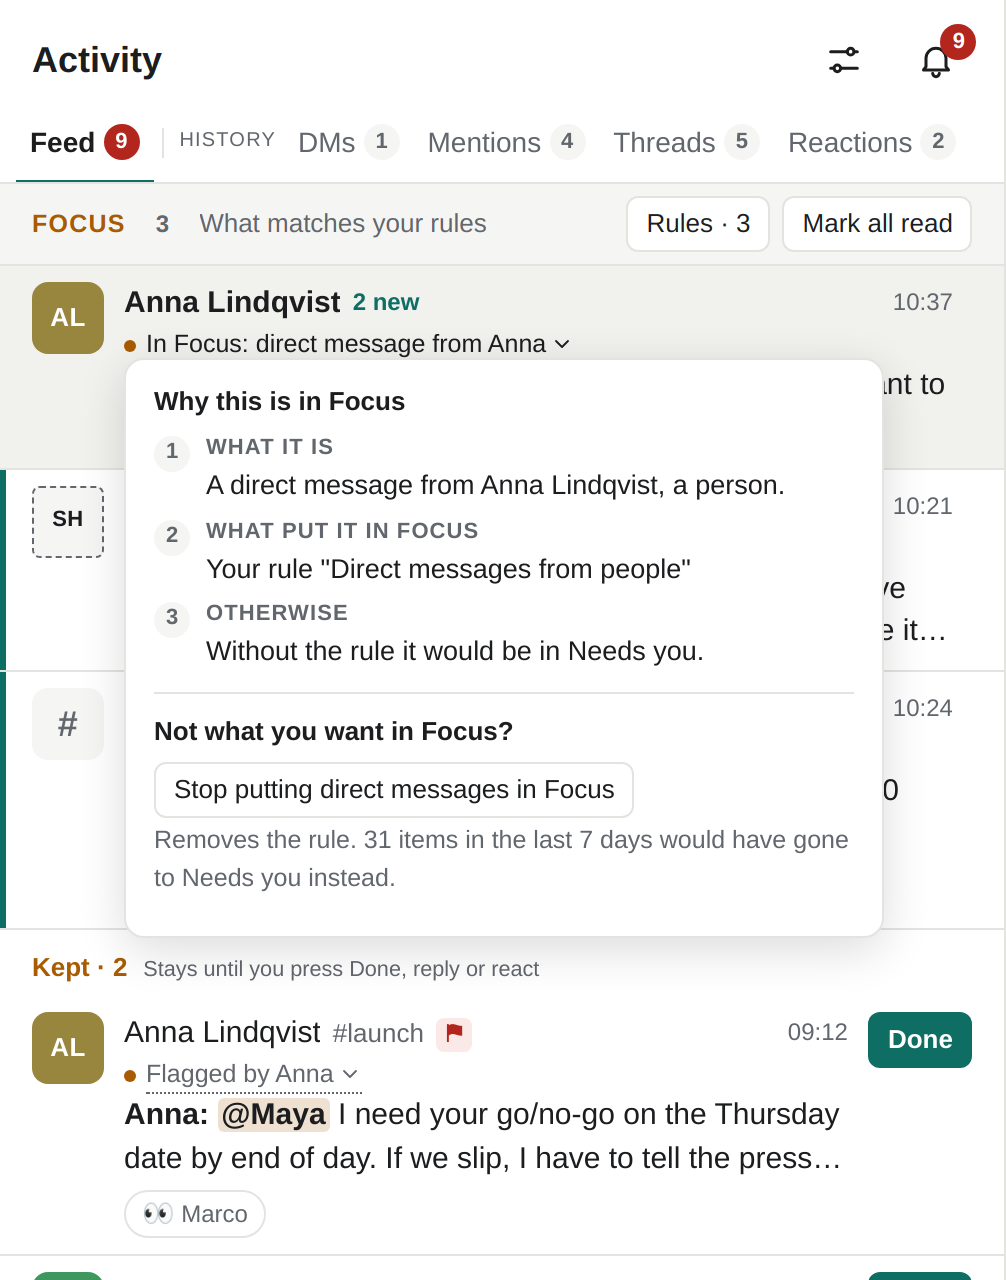 Activity
9
Feed 9 HISTORY DMs 1 Mentions 4 Threads 5 Reactions 2
FOCUS 3 What matches your rules Rules · 3 Mark all read
AL Anna Lindqvist 2 new 10:37
In Focus: direct message from Anna
to
Why this is in Focus
1 WHAT IT IS
A direct message from Anna Lindqvist, a person.
SH 10:21
2 WHAT PUT IT IN FOCUS
Your rule "Direct messages from people"
3 OTHERWISE
it…
Without the rule it would be in Needs you.
# 10:24
Not what you want in Focus?
Stop putting direct messages in Focus
Removes the rule. 31 items in the last 7 days would have gone
to Needs you instead.
Kept · 2 Stays until you press Done, reply or react
AL Anna Lindqvist #launch 09:12 Done
Flagged by Anna
Anna: @Maya I need your go/no-go on the Thursday
date by end of day. If we slip, I have to tell the press…
👀 Marco